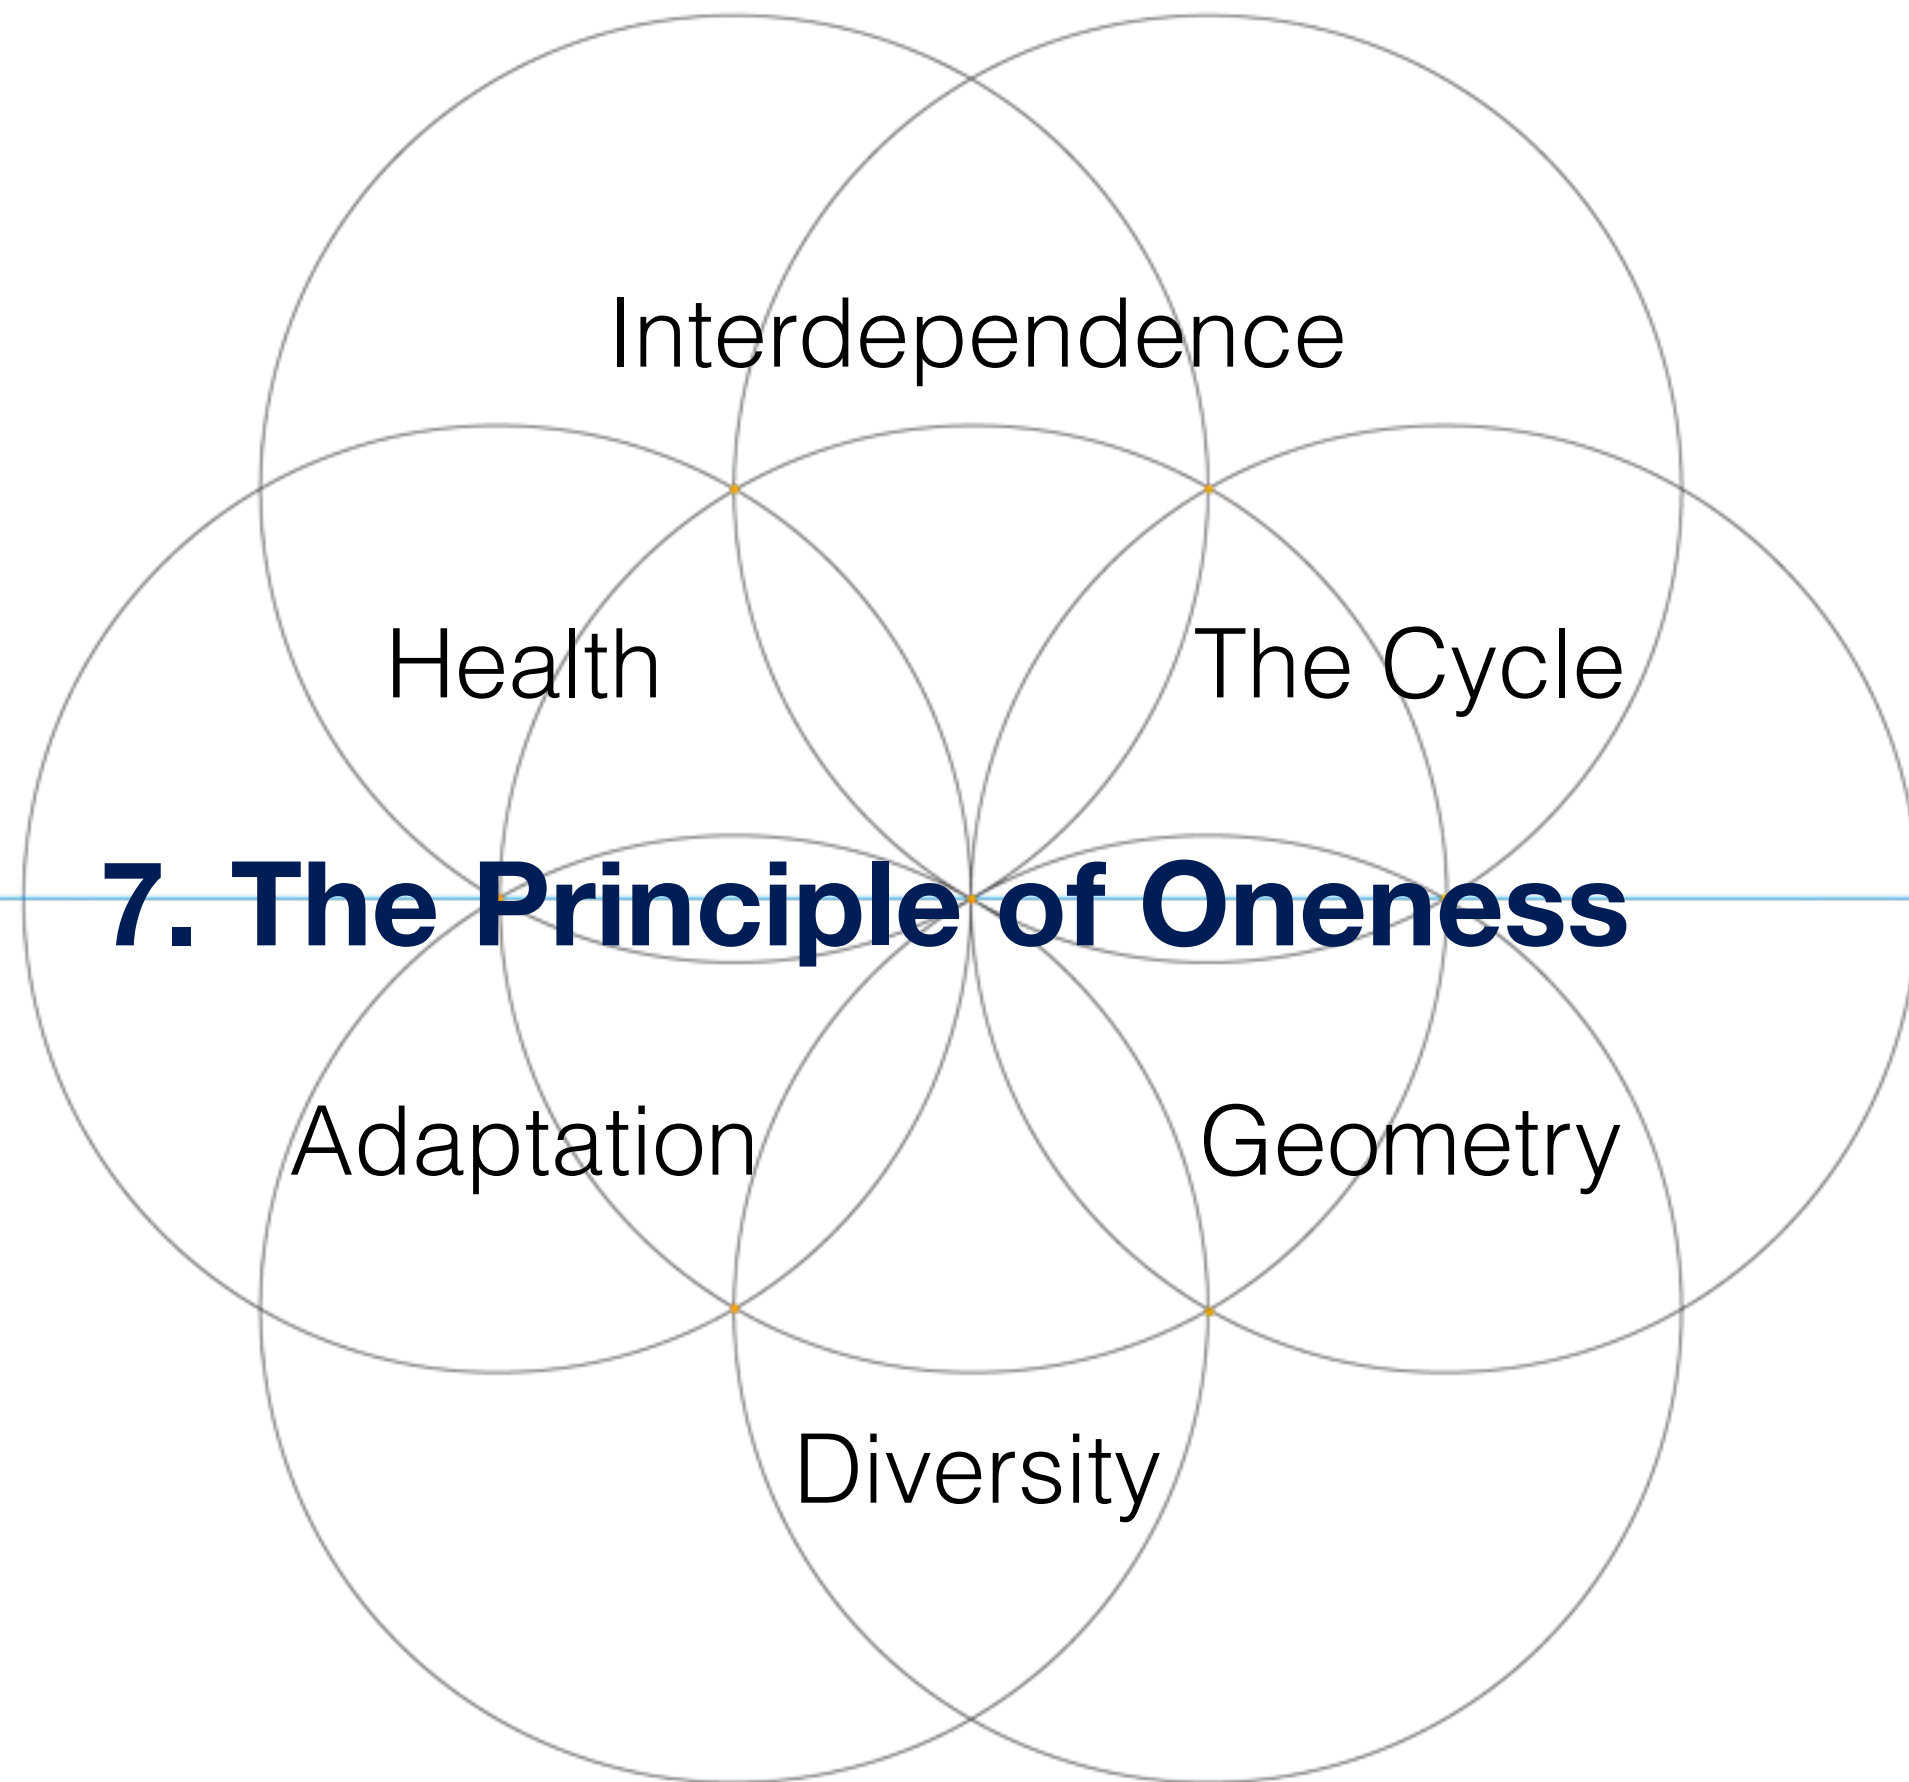 Interdependence
Health
The Cycle
7. The Principle of Oneness
Adaptation
Geometry
Diversity